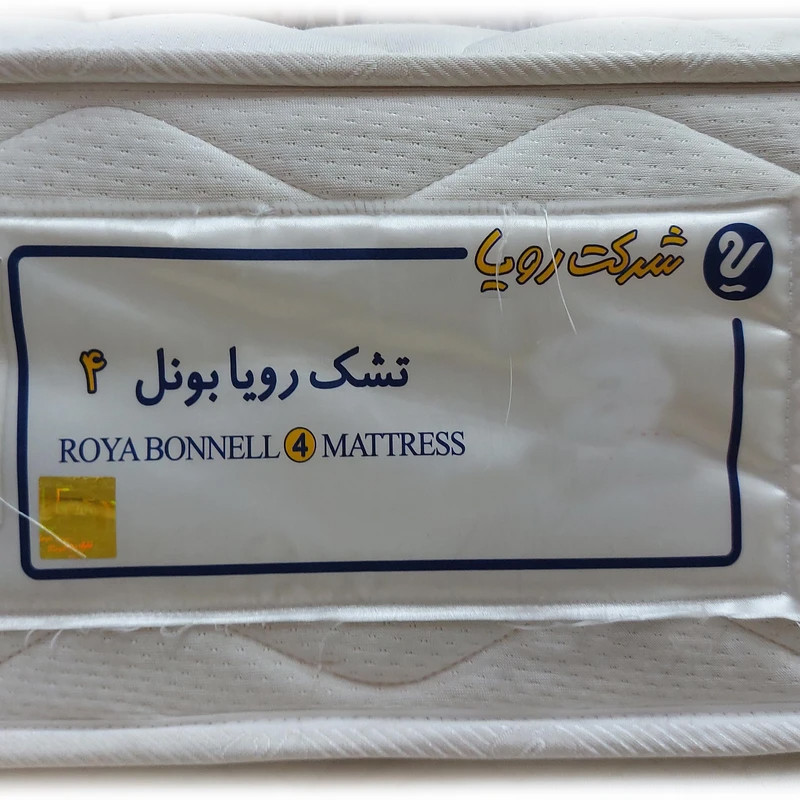 شرکت رویا
تشک رویا بونل ۴
ROYA BONNELL 4 MATTRESS